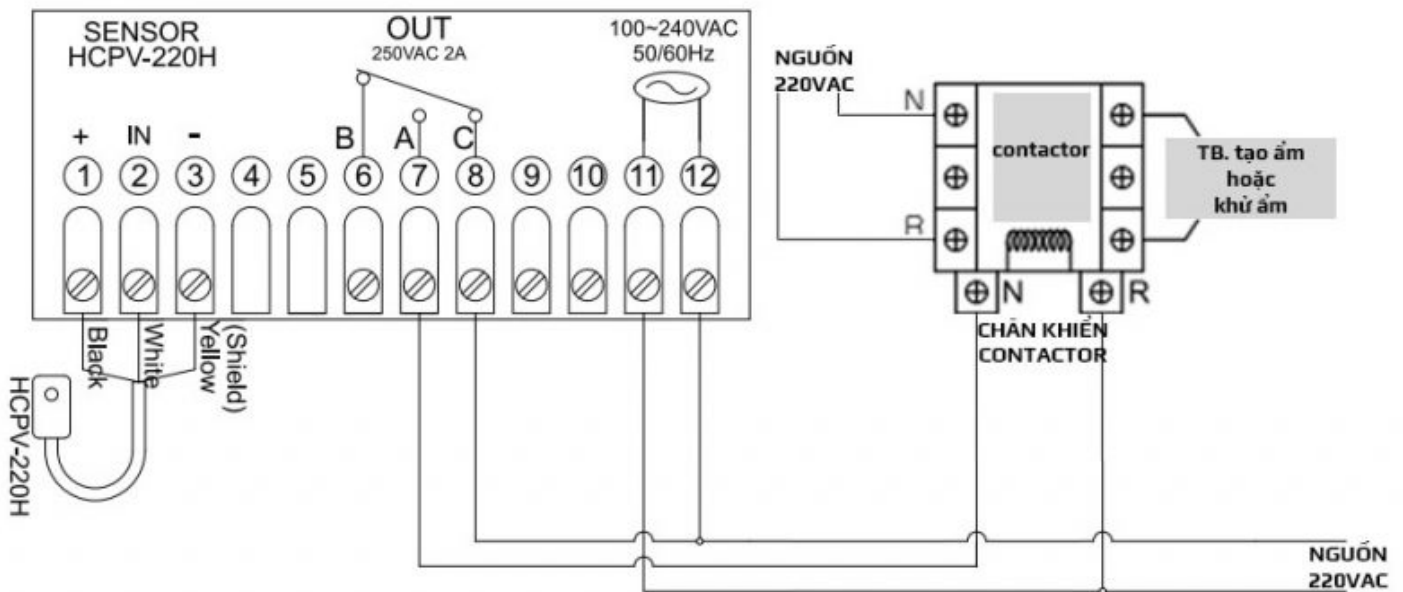 SENSOR
HCPV-220H
OUT
250VAC 2A
100~240VAC
50/60Hz
+ IN -
B A C
1 2 3 4 5 6 7 8 9 10 11 12
Black
White
Yellow
(Shield)
HCPV-220H
NGUỒN
220VAC
N
R
contactor
TB. tạo ẩm
hoặc
khử ẩm
N R
CHÂN KHIỂN
CONTACTOR
NGUỒN
220VAC